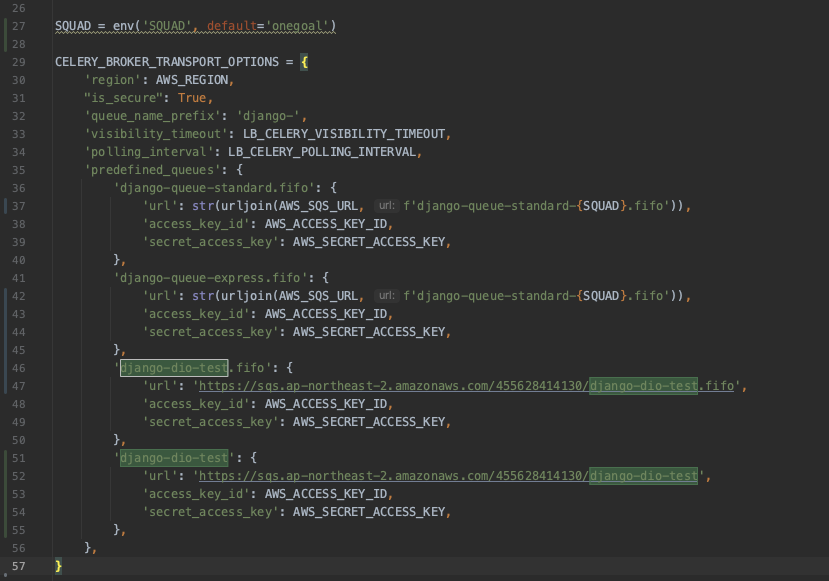 26
27 SQUAD = env('SQUAD', default='onegoal')
28
29 CELERY_BROKER_TRANSPORT_OPTIONS = {
30 'region': AWS_REGION,
31 "is_secure": True,
32 'queue_name_prefix': 'django-',
33 'visibility_timeout': LB_CELERY_VISIBILITY_TIMEOUT,
34 'polling_interval': LB_CELERY_POLLING_INTERVAL,
35 'predefined_queues': {
36 'django-queue-standard.fifo': {
37 'url': str(urljoin(AWS_SQS_URL, url: f'django-queue-standard-{SQUAD}.fifo')),
38 'access_key_id': AWS_ACCESS_KEY_ID,
39 'secret_access_key': AWS_SECRET_ACCESS_KEY,
40 },
41 'django-queue-express.fifo': {
42 'url': str(urljoin(AWS_SQS_URL, url: f'django-queue-standard-{SQUAD}.fifo')),
43 'access_key_id': AWS_ACCESS_KEY_ID,
44 'secret_access_key': AWS_SECRET_ACCESS_KEY,
45 },
46 'django-dio-test.fifo': {
47 'url': 'https://sqs.ap-northeast-2.amazonaws.com/455628414130/django-dio-test.fifo',
48 'access_key_id': AWS_ACCESS_KEY_ID,
49 'secret_access_key': AWS_SECRET_ACCESS_KEY,
50 },
51 'django-dio-test': {
52 'url': 'https://sqs.ap-northeast-2.amazonaws.com/455628414130/django-dio-test',
53 'access_key_id': AWS_ACCESS_KEY_ID,
54 'secret_access_key': AWS_SECRET_ACCESS_KEY,
55 },
56 },
57 }